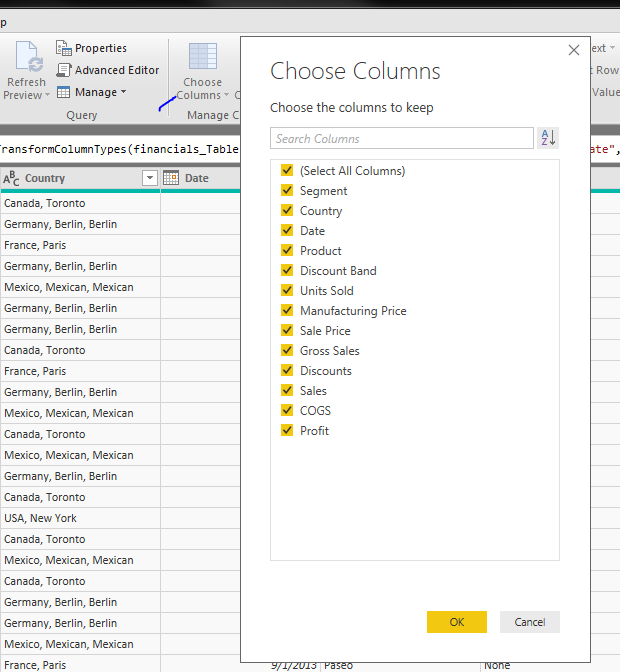 p
Refresh
Preview
Properties
Advanced Editor
Manage
Query
Choose
Columns
Manage C
ext
t Row
Value
TransformColumnTypes(financials_Table
ate",
ABC Country
Date
Canada, Toronto
Germany, Berlin, Berlin
France, Paris
Germany, Berlin, Berlin
Mexico, Mexican, Mexican
Germany, Berlin, Berlin
Germany, Berlin, Berlin
Canada, Toronto
France, Paris
Germany, Berlin, Berlin
Mexico, Mexican, Mexican
Canada, Toronto
Mexico, Mexican, Mexican
Germany, Berlin, Berlin
Canada, Toronto
USA, New York
Canada, Toronto
Mexico, Mexican, Mexican
Canada, Toronto
Germany, Berlin, Berlin
Germany, Berlin, Berlin
Mexico, Mexican, Mexican
France, Paris
9/1/2013 Paseo None
Choose Columns
Choose the columns to keep
Search Columns
AZ
(Select All Columns)
Segment
Country
Date
Product
Discount Band
Units Sold
Manufacturing Price
Sale Price
Gross Sales
Discounts
Sales
COGS
Profit
OK
Cancel